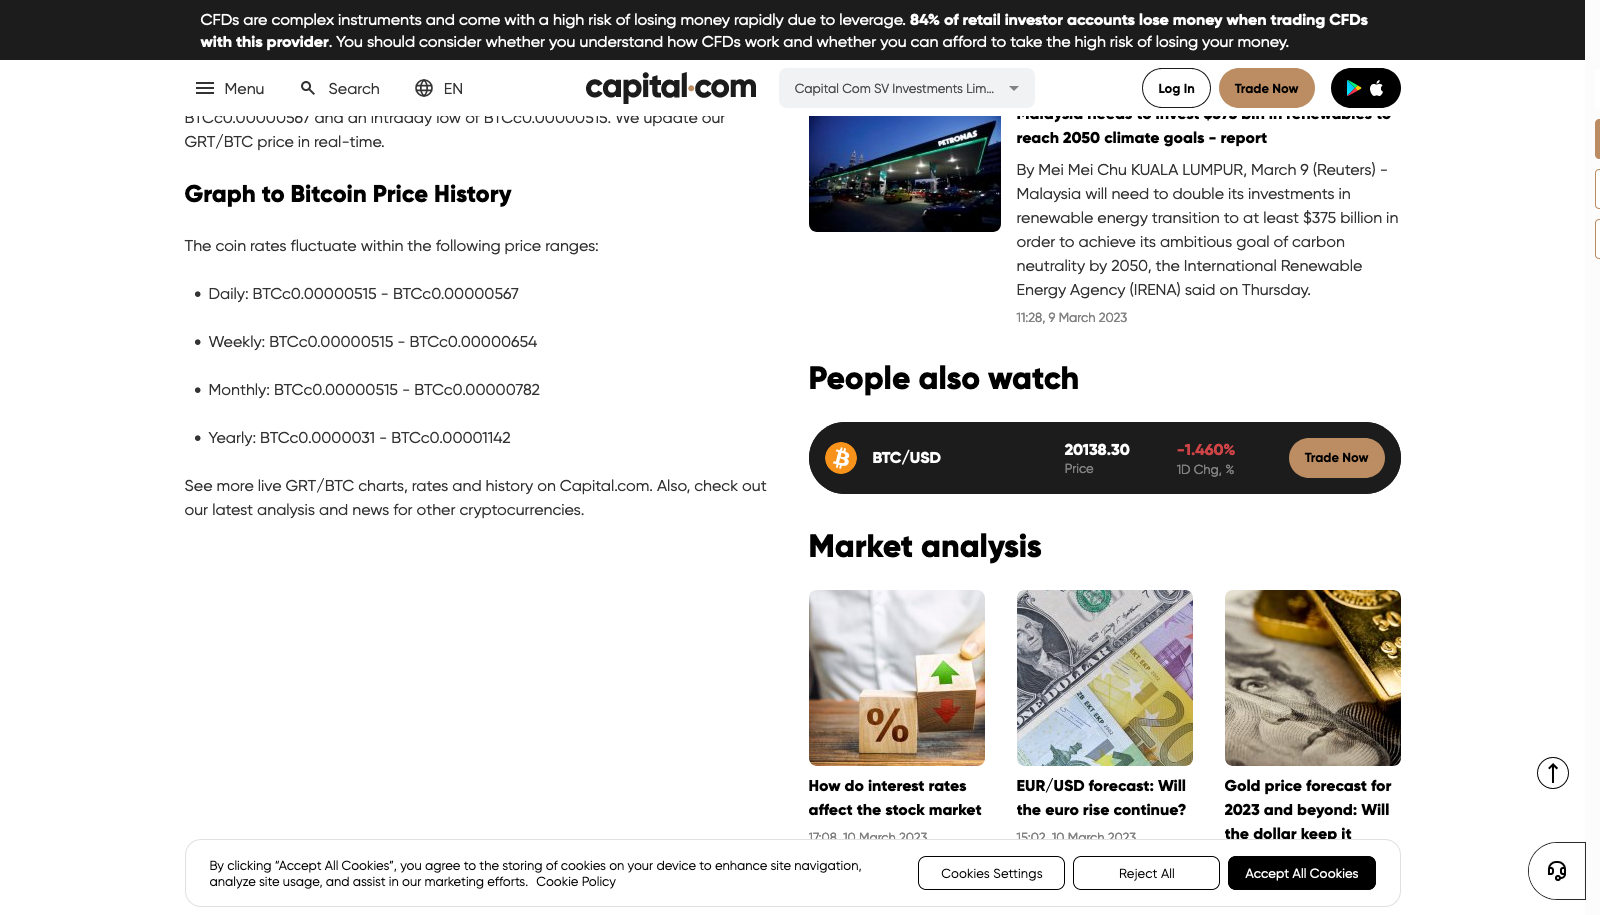 CFDs are complex instruments and come with a high risk of losing money rapidly due to leverage. 84% of retail investor accounts lose money when trading CFDs
with this provider. You should consider whether you understand how CFDs work and whether you can afford to take the high risk of losing your money.
Menu
Search
EN
capital.com
Capital Com SV Investments Lim...
Log In
Trade Now
BTCc0.00000567 and an intraday low of BTCc0.00000515. We update our
GRT/BTC price in real-time.
Graph to Bitcoin Price History
The coin rates fluctuate within the following price ranges:
• Daily: BTCc0.00000515 - BTCc0.00000567
• Weekly: BTCc0.00000515 - BTCc0.00000654
• Monthly: BTCc0.00000515 - BTCc0.00000782
• Yearly: BTCc0.0000031 - BTCc0.00001142
See more live GRT/BTC charts, rates and history on Capital.com. Also, check out
our latest analysis and news for other cryptocurrencies.
PETRONAS
Malaysia needs to invest $375 bln in renewables to
reach 2050 climate goals - report
By Mei Mei Chu KUALA LUMPUR, March 9 (Reuters) -
Malaysia will need to double its investments in
renewable energy transition to at least $375 billion in
order to achieve its ambitious goal of carbon
neutrality by 2050, the International Renewable
Energy Agency (IRENA) said on Thursday.
11:28, 9 March 2023
People also watch
BTC/USD
20138.30
Price
-1.460%
1D Chg, %
Trade Now
Market analysis
%
How do interest rates
affect the stock market
17:08, 10 March 2023
EUR/USD forecast: Will
the euro rise continue?
15:02, 10 March 2023
Gold price forecast for
2023 and beyond: Will
the dollar keep it
By clicking “Accept All Cookies”, you agree to the storing of cookies on your device to enhance site navigation,
analyze site usage, and assist in our marketing efforts. Cookie Policy
Cookies Settings
Reject All
Accept All Cookies